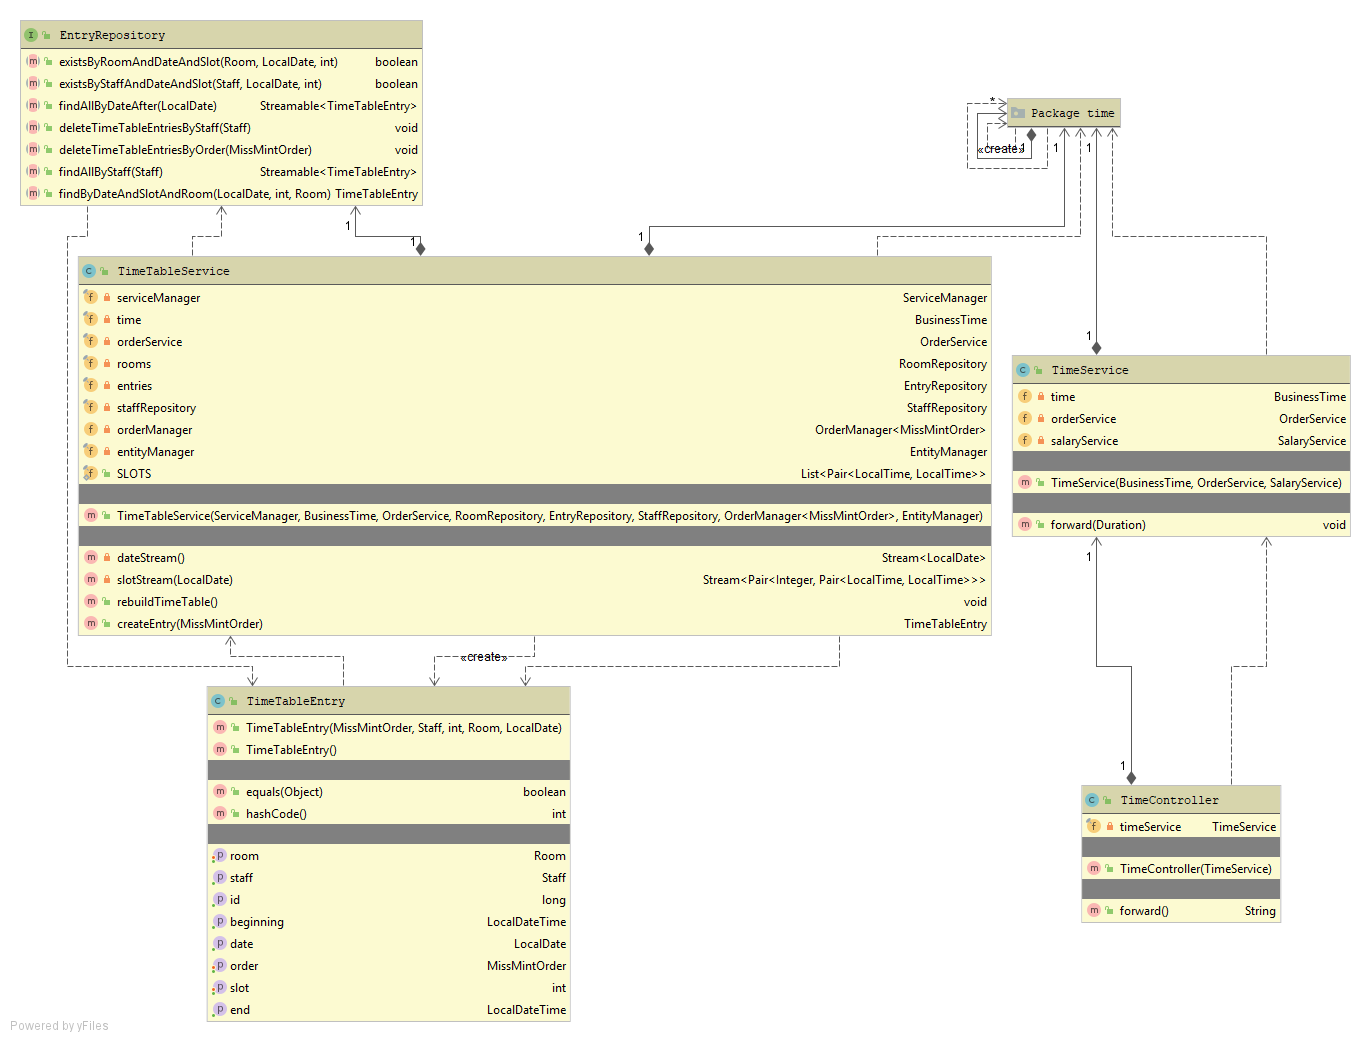 EntryRepository
existsByRoomAndDateAndSlot(Room, LocalDate, int) boolean
existsByStaffAndDateAndSlot(Staff, LocalDate, int) boolean
findAllByDateAfter(LocalDate) Streamable<TimeTableEntry>
deleteTimeTableEntriesByStaff(Staff) void
deleteTimeTableEntriesByOrder(MissMintOrder) void
findAllByStaff(Staff) Streamable<TimeTableEntry>
findByDateAndSlotAndRoom(LocalDate, int, Room) TimeTableEntry
*
Package time
«create»
1
1
1
1
1
1
TimeTableService
serviceManager ServiceManager
time BusinessTime
orderService OrderService
rooms RoomRepository
entries EntryRepository
staffRepository StaffRepository
orderManager OrderManager<MissMintOrder>
entityManager EntityManager
SLOTS List<Pair<LocalTime, LocalTime>>
TimeTableService(ServiceManager, BusinessTime, OrderService, RoomRepository, EntryRepository, StaffRepository, OrderManager<MissMintOrder>, EntityManager)
dateStream() Stream<LocalDate>
slotStream(LocalDate) Stream<Pair<Integer, Pair<LocalTime, LocalTime>>>
rebuildTimeTable() void
createEntry(MissMintOrder) TimeTableEntry
1
TimeService
time BusinessTime
orderService OrderService
salaryService SalaryService
TimeService(BusinessTime, OrderService, SalaryService)
forward(Duration) void
1
«create»
TimeTableEntry
TimeTableEntry(MissMintOrder, Staff, int, Room, LocalDate)
TimeTableEntry()
equals(Object) boolean
hashCode() int
room Room
staff Staff
id long
beginning LocalDateTime
date LocalDate
order MissMintOrder
slot int
end LocalDateTime
1
TimeController
timeService TimeService
TimeController(TimeService)
forward() String
Powered by yFiles